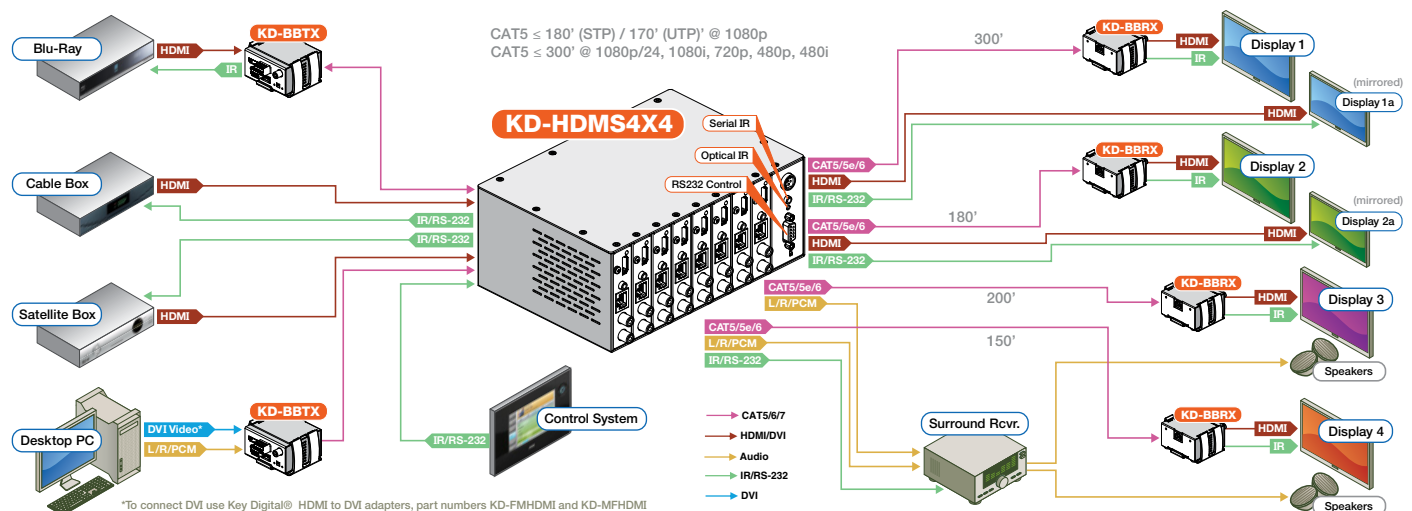 CAT5 ≤ 180' (STP) / 170' (UTP)' @ 1080p
CAT5 ≤ 300' @ 1080p/24, 1080i, 720p, 480p, 480i
Blu-Ray
HDMI
IR
KD-BBTX
Cable Box
HDMI
IR/RS-232
IR/RS-232
Satellite Box
HDMI
Desktop PC
DVI Video*
L/R/PCM
KD-BBTX
*To connect DVI use Key Digital® HDMI to DVI adapters, part numbers KD-FMHDMI and KD-MFHDMI
Control System
IR/RS-232
KD-HDMS4X4
Serial IR
Optical IR
RS232 Control
CAT5/5e/6
HDMI
IR/RS-232
CAT5/5e/6
HDMI
IR/RS-232
CAT5/5e/6
L/R/PCM
CAT5/5e/6
L/R/PCM
IR/RS-232
CAT5/6/7
HDMI/DVI
Audio
IR/RS-232
DVI
300'
KD-BBRX
HDMI
IR
Display 1
(mirrored)
HDMI
Display 1a
180'
KD-BBRX
HDMI
IR
Display 2
(mirrored)
HDMI
Display 2a
200'
KD-BBRX
HDMI
IR
Display 3
Speakers
150'
Surround Rcvr.
KD-BBRX
HDMI
IR
Display 4
Speakers